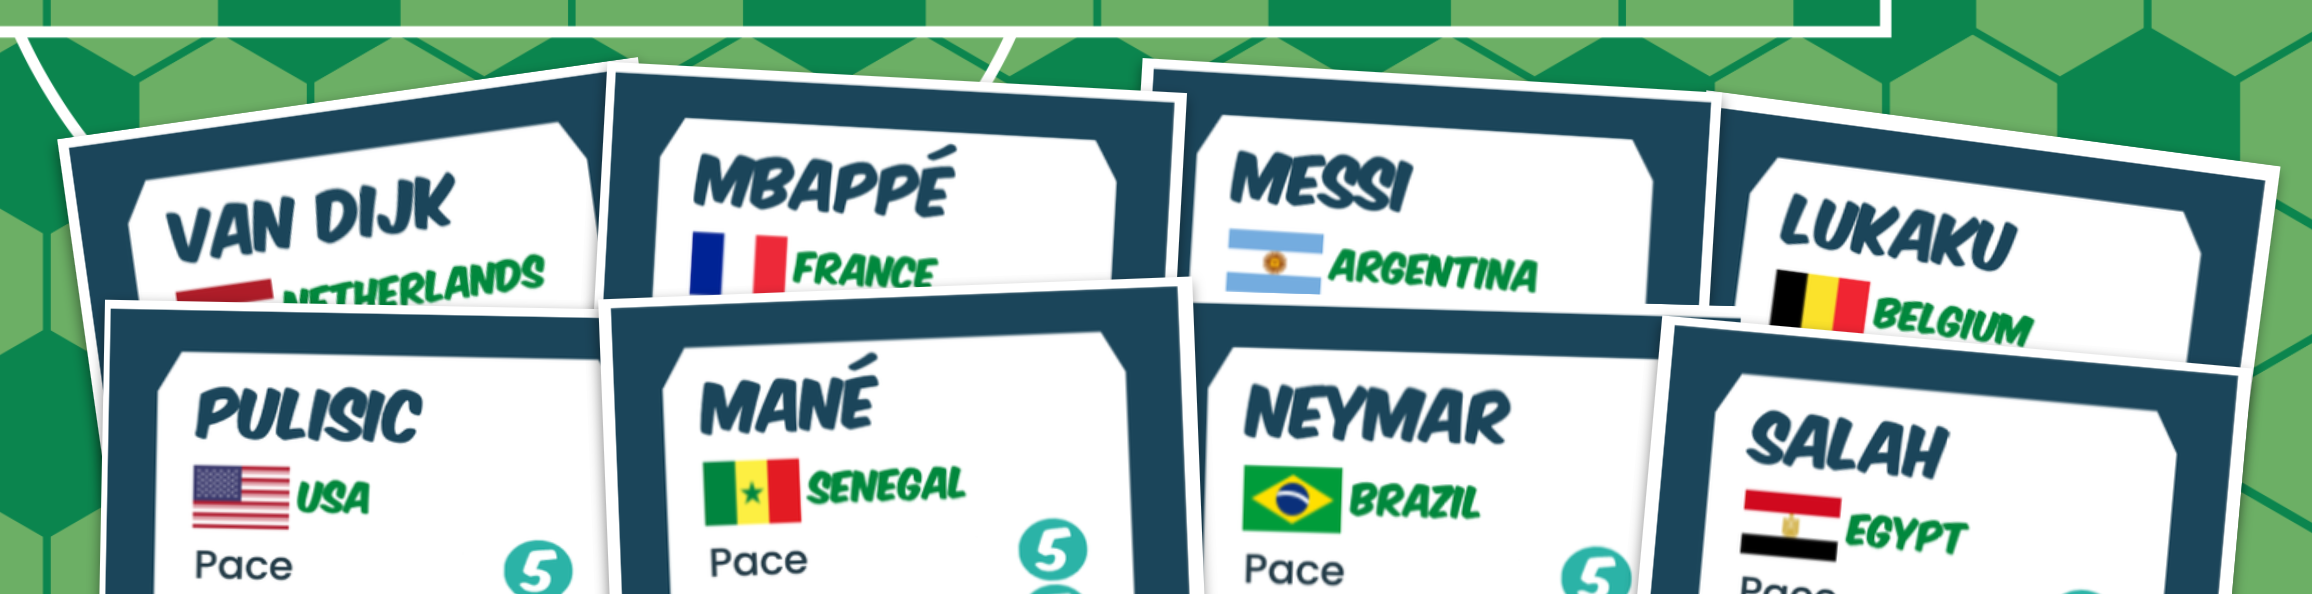 VAN DIJK
NETHERLANDS
MBAPPÉ
FRANCE
MESSI
ARGENTINA
LUKAKU
BELGIUM
PULISIC
USA
Pace 5
MANÉ
SENEGAL
Pace 5
NEYMAR
BRAZIL
Pace 5
SALAH
EGYPT
Pace